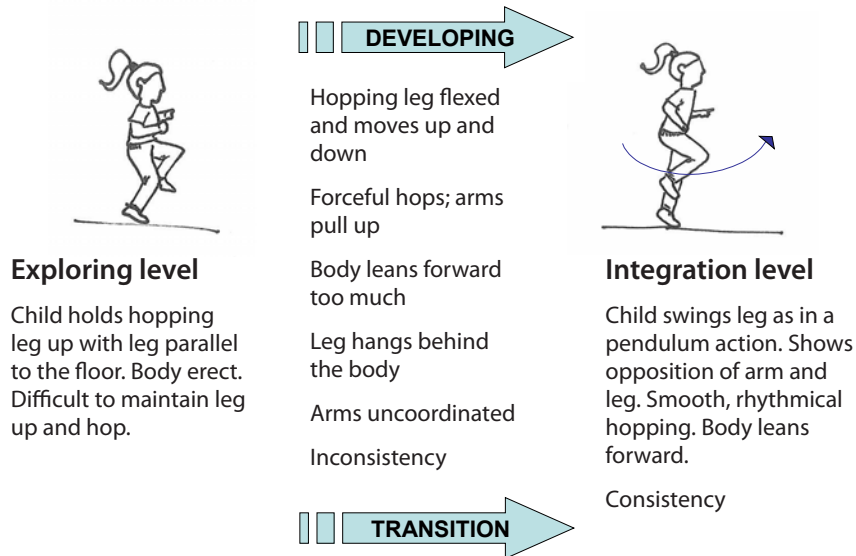 DEVELOPING
Exploring level
Child holds hopping
leg up with leg parallel
to the floor. Body erect.
Difficult to maintain leg
up and hop.
Hopping leg flexed
and moves up and
down
Forceful hops; arms
pull up
Body leans forward
too much
Leg hangs behind
the body
Arms uncoordinated
Inconsistency
Integration level
Child swings leg as in a
pendulum action. Shows
opposition of arm and
leg. Smooth, rhythmical
hopping. Body leans
forward.
Consistency
TRANSITION